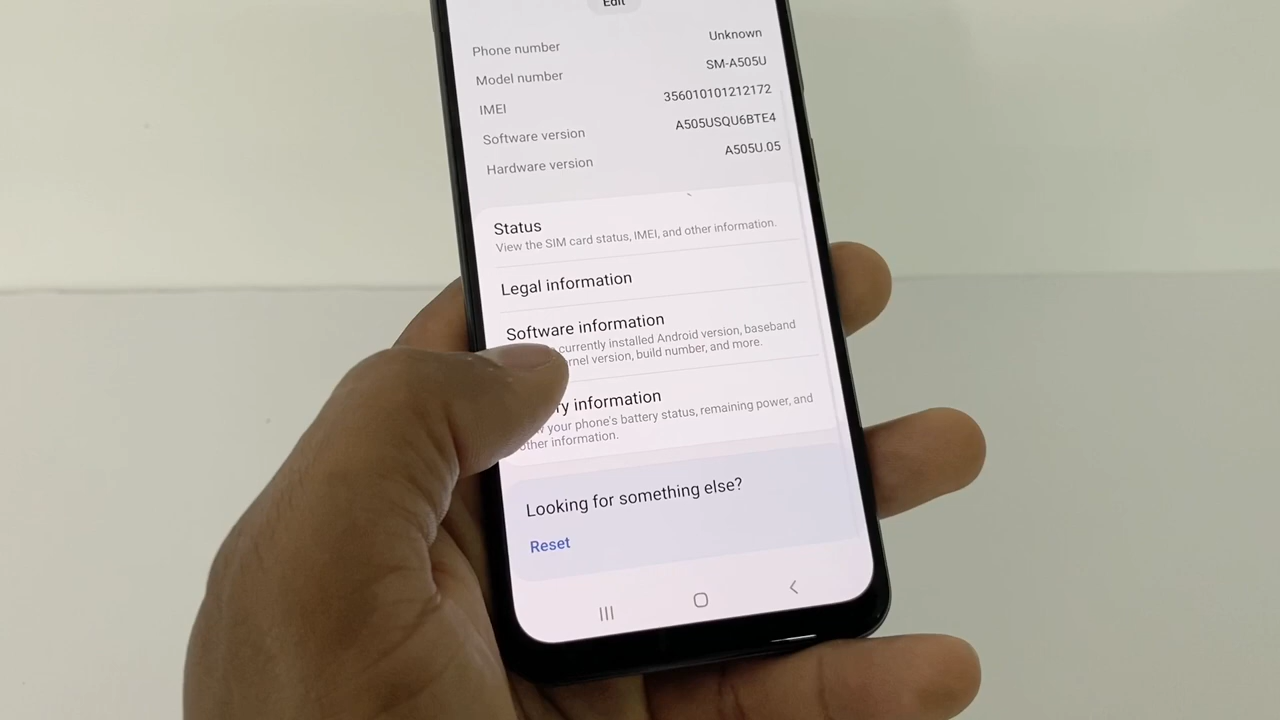 Edit
Phone number Unknown
Model number SM-A505U
IMEI 356010101212172
Software version A505USQU6BTE4
Hardware version A505U.05
Status
View the SIM card status, IMEI, and other information.
Legal information
Software information
currently installed Android version, baseband
rnel version, build number, and more.
ry information
your phone's battery status, remaining power, and
other information.
Looking for something else?
Reset